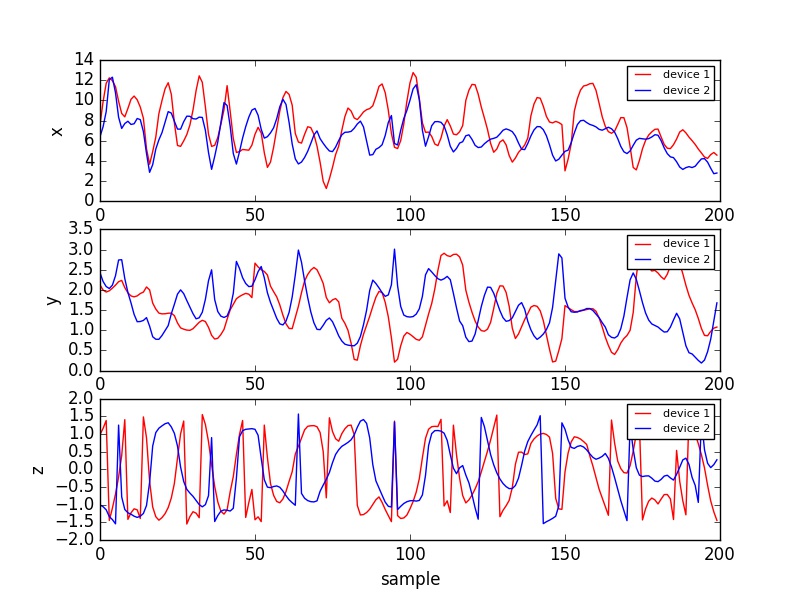 14
12
10
8
6
4
2
0
x
device 1
device 2
0 50 100 150 200
3.5
3.0
2.5
2.0
1.5
1.0
0.5
0.0
y
device 1
device 2
0 50 100 150 200
2.0
1.5
1.0
0.5
0.0
−0.5
−1.0
−1.5
−2.0
z
device 1
device 2
0 50 100 150 200
sample